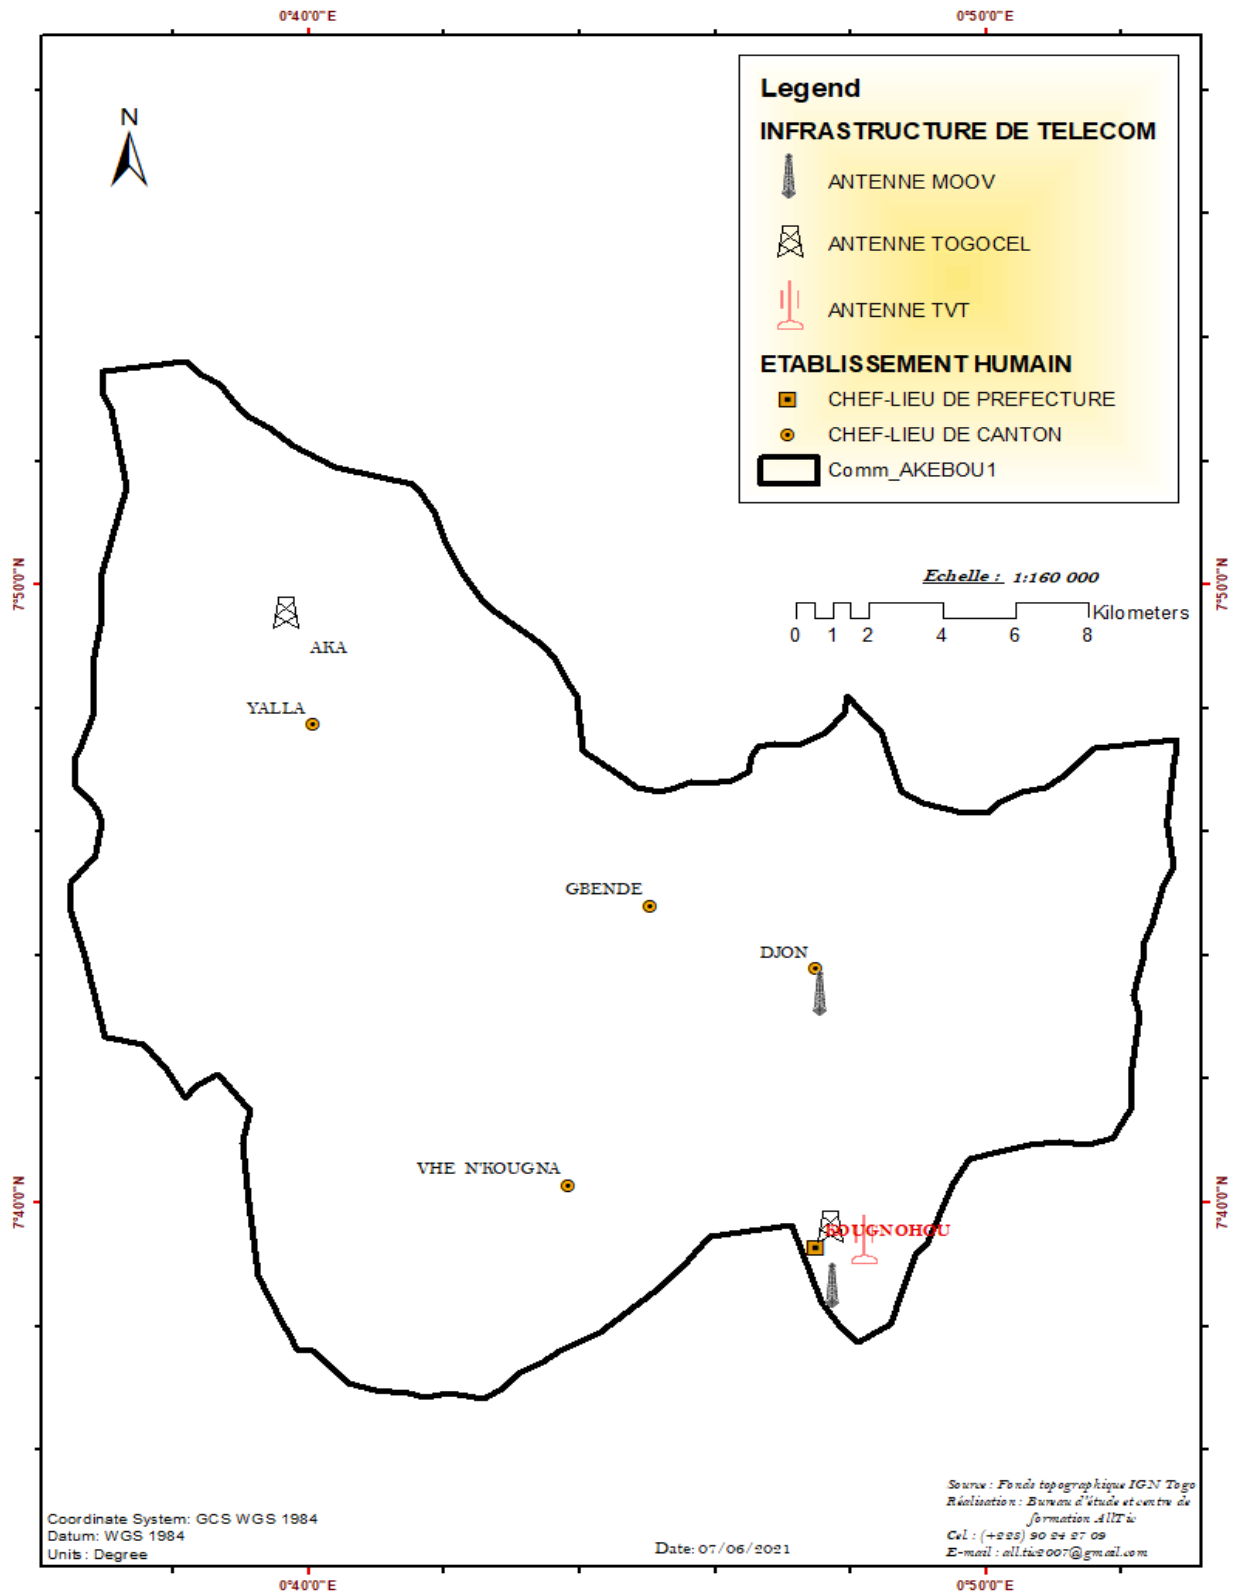 0°40'0"E
0°50'0"E
N
Legend
INFRASTRUCTURE DE TELECOM
ANTENNE MOOV
ANTENNE TOGOCEL
ANTENNE TVT
ETABLISSEMENT HUMAIN
CHEF-LIEU DE PREFECTURE
CHEF-LIEU DE CANTON
Comm_AKEBOU1
7°50'0"N
7°50'0"N
Echelle : 1:160 000
Kilometers
0 1 2 4 6 8
AKA
YALLA
GBENDE
DJON
VHE N'KOUGNA
7°40'0"N
7°40'0"N
KOUGNOHOU
Source : Fonds topographique IGN Togo
Réalisation : Bureau d'étude et centre de
formation AllTic
Cel : (+228) 90 24 27 09
E-mail : all.tic2007@gmail.com
Coordinate System: GCS WGS 1984
Datum: WGS 1984
Units : Degree
Date: 07/06/2021
0°40'0"E
0°50'0"E